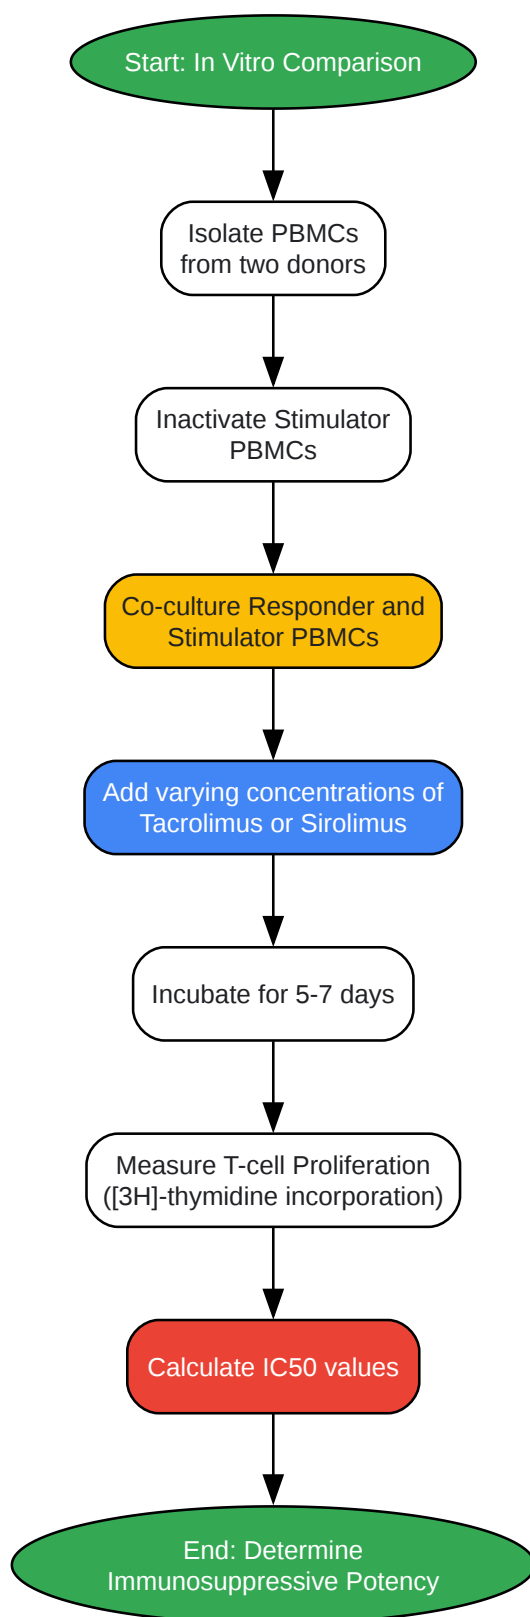 Start: In Vitro Comparison
Isolate PBMCs
from two donors
Inactivate Stimulator
PBMCs
Co-culture Responder and
Stimulator PBMCs
Add varying concentrations of
Tacrolimus or Sirolimus
Incubate for 5-7 days
Measure T-cell Proliferation
([3H]-thymidine incorporation)
Calculate IC50 values
End: Determine
Immunosuppressive Potency